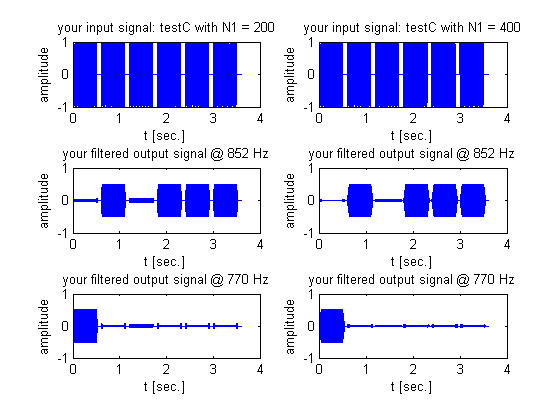 your input signal: testC with N1 = 200
amplitude
1
0
-1
0 1 2 3 4
t [sec.]
your input signal: testC with N1 = 400
amplitude
1
0
-1
0 1 2 3 4
t [sec.]
your filtered output signal @ 852 Hz
amplitude
1
0
-1
0 1 2 3 4
t [sec.]
your filtered output signal @ 852 Hz
amplitude
1
0
-1
0 1 2 3 4
t [sec.]
your filtered output signal @ 770 Hz
amplitude
1
0
-1
0 1 2 3 4
t [sec.]
your filtered output signal @ 770 Hz
amplitude
1
0
-1
0 1 2 3 4
t [sec.]